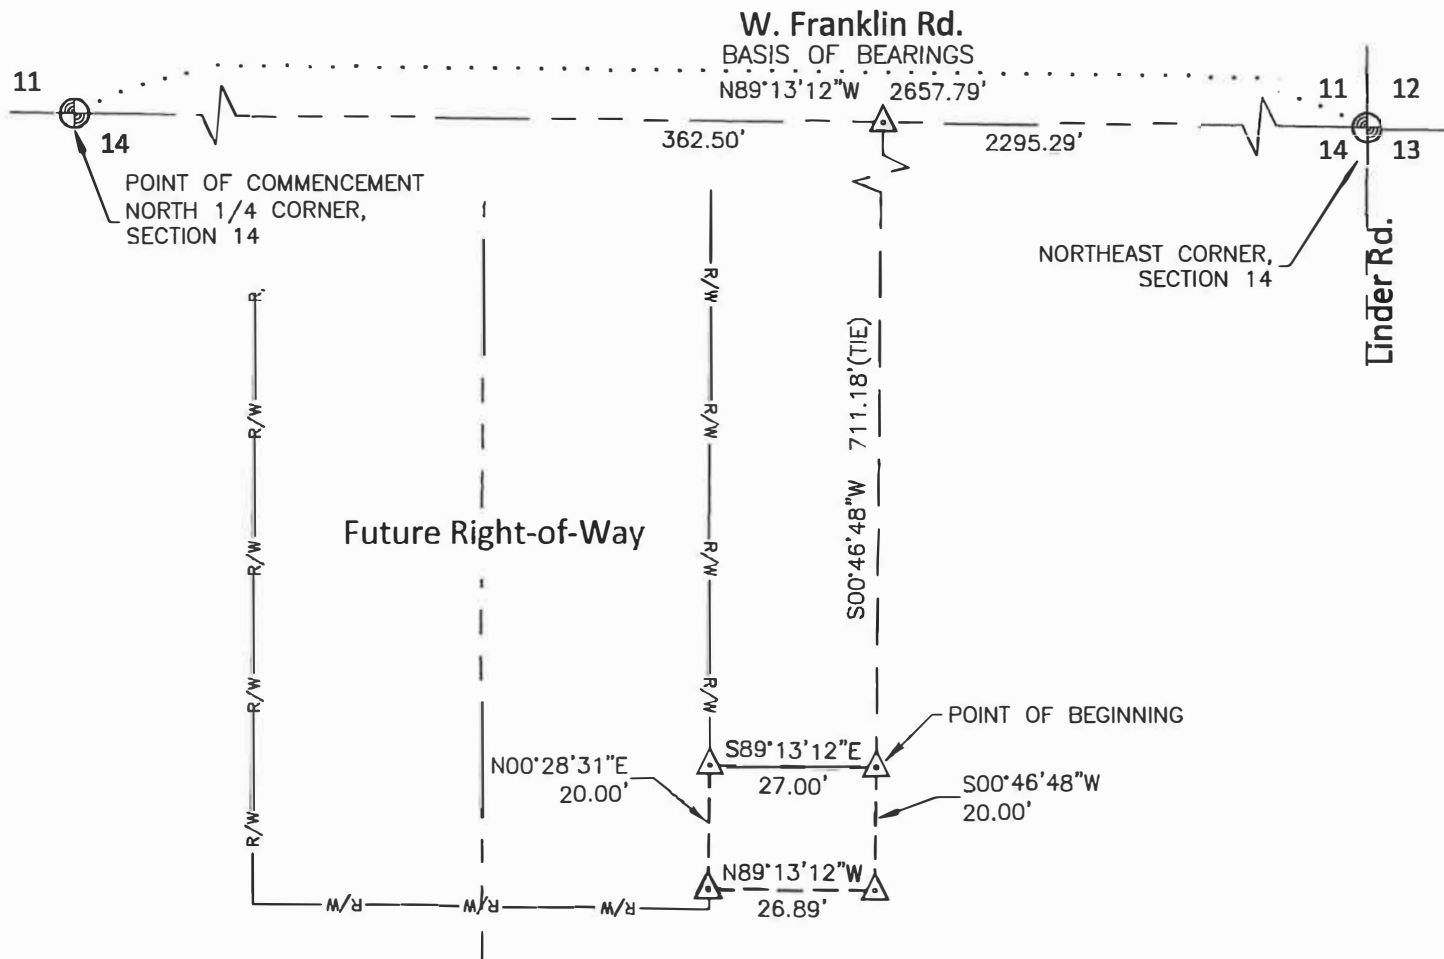 W. Franklin Rd.
BASIS OF BEARINGS
N89°13'12"W 2657.79'
11
11
12
362.50'
2295.29'
14
14
13
POINT OF COMMENCEMENT
NORTH 1/4 CORNER,
SECTION 14
NORTHEAST CORNER,
SECTION 14
Linder Rd.
R/W
R/W
R/W
R/W
R.
R/W
R/W
R/W
R/W
Future Right-of-Way
S00°46'48"W 711.18'(TIE)
POINT OF BEGINNING
S89°13'12"E
27.00'
N00°28'31"E
20.00'
S00°46'48"W
20.00'
N89°13'12"W
26.89'
R/W
R/W
R/W